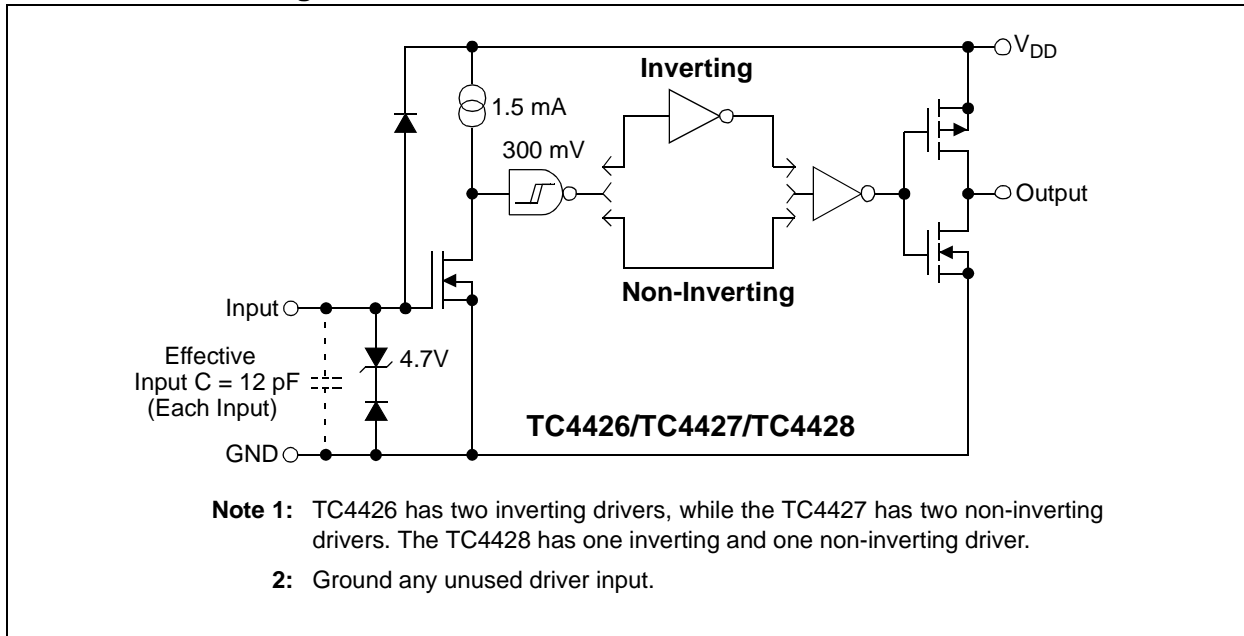 VDD
Inverting
1.5 mA
300 mV
Output
Non-Inverting
Input
Effective
Input C = 12 pF
(Each Input)
4.7V
TC4426/TC4427/TC4428
GND
Note 1: TC4426 has two inverting drivers, while the TC4427 has two non-inverting
drivers. The TC4428 has one inverting and one non-inverting driver.
2: Ground any unused driver input.